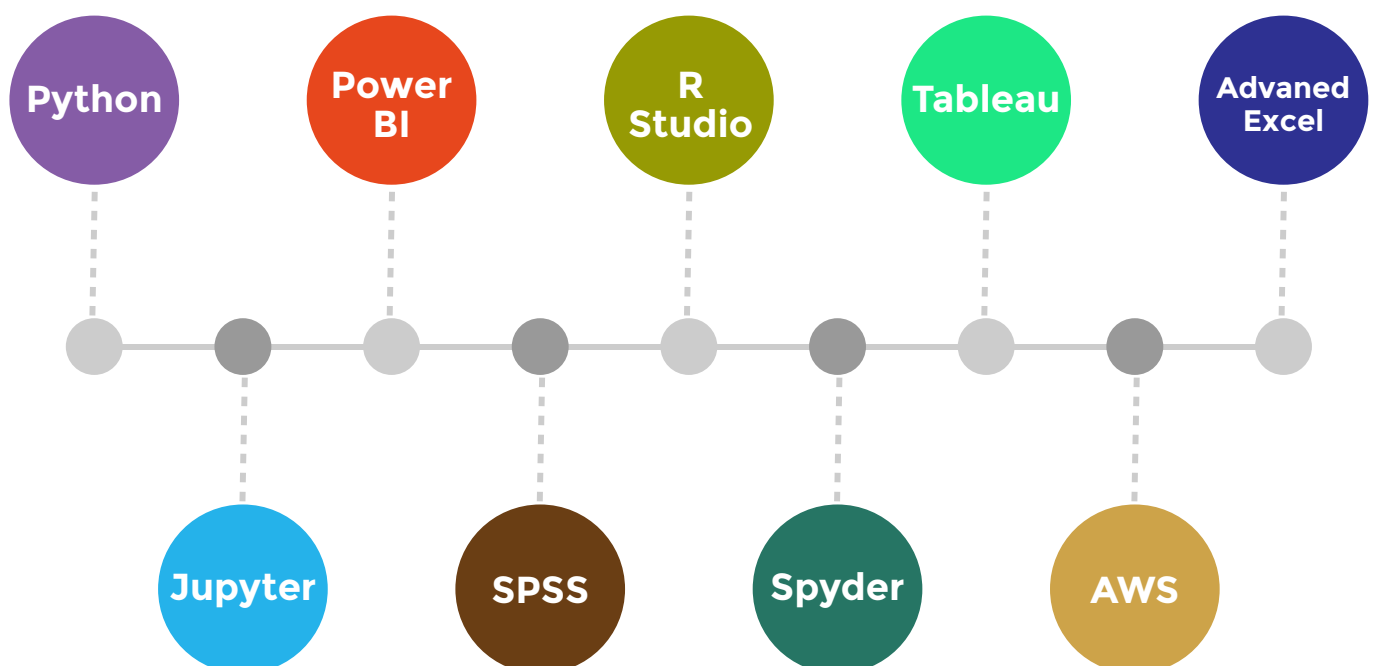 Python
Power
BI
R
Studio
Tableau
Advaned
Excel
Jupyter
SPSS
Spyder
AWS